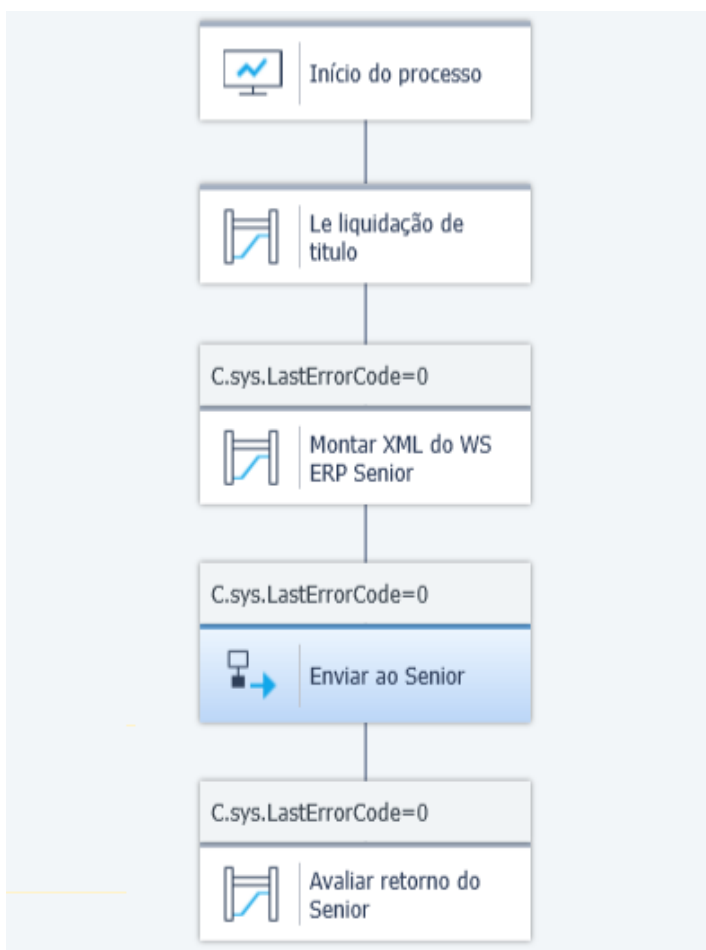 Início do processo
Le liquidação de
titulo
C.sys.LastErrorCode=0
Montar XML do WS
ERP Senior
C.sys.LastErrorCode=0
Enviar ao Senior
C.sys.LastErrorCode=0
Avaliar retorno do
Senior